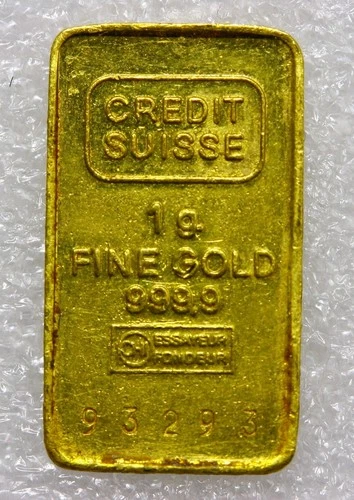 CREDIT
SUISSE
1 g
FINE GOLD
999,9
ESSAYEUR
FONDEUR
93293